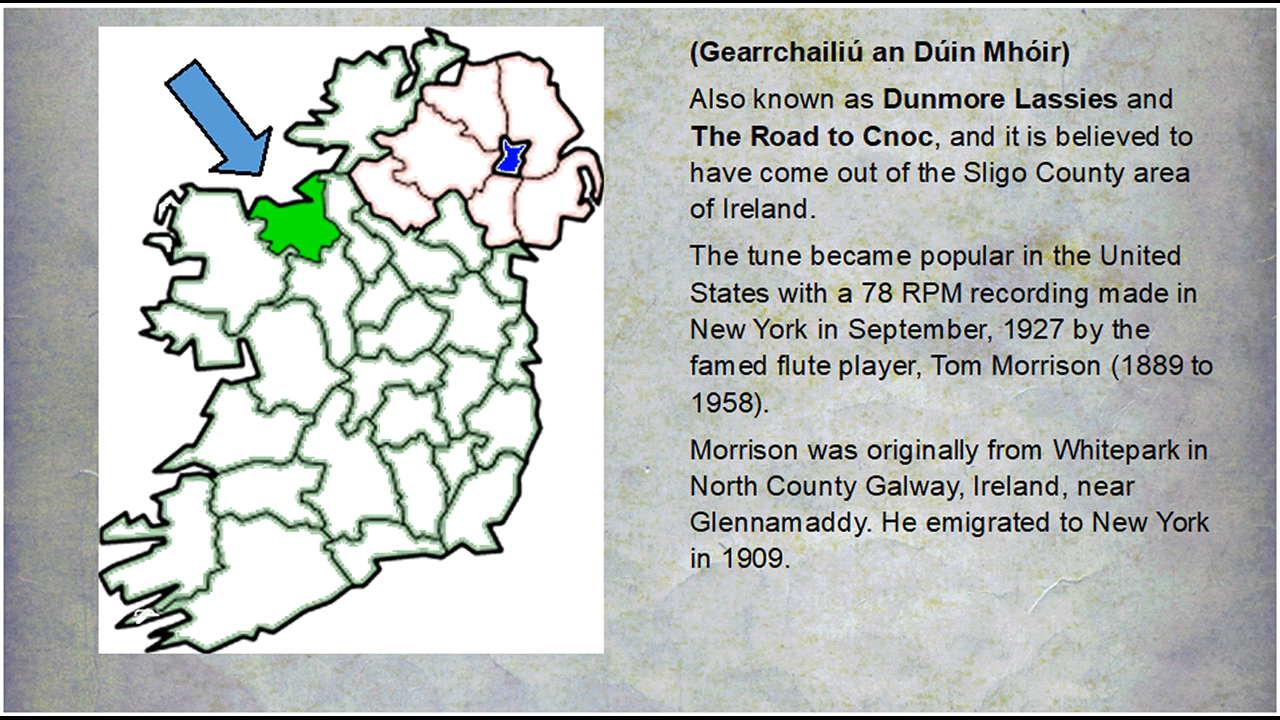 (Gearrchailiú an Dúin Mhóir)
Also known as Dunmore Lassies and
The Road to Cnoc, and it is believed to
have come out of the Sligo County area
of Ireland.
The tune became popular in the United
States with a 78 RPM recording made in
New York in September, 1927 by the
famed flute player, Tom Morrison (1889 to
1958).
Morrison was originally from Whitepark in
North County Galway, Ireland, near
Glennamaddy. He emigrated to New York
in 1909.